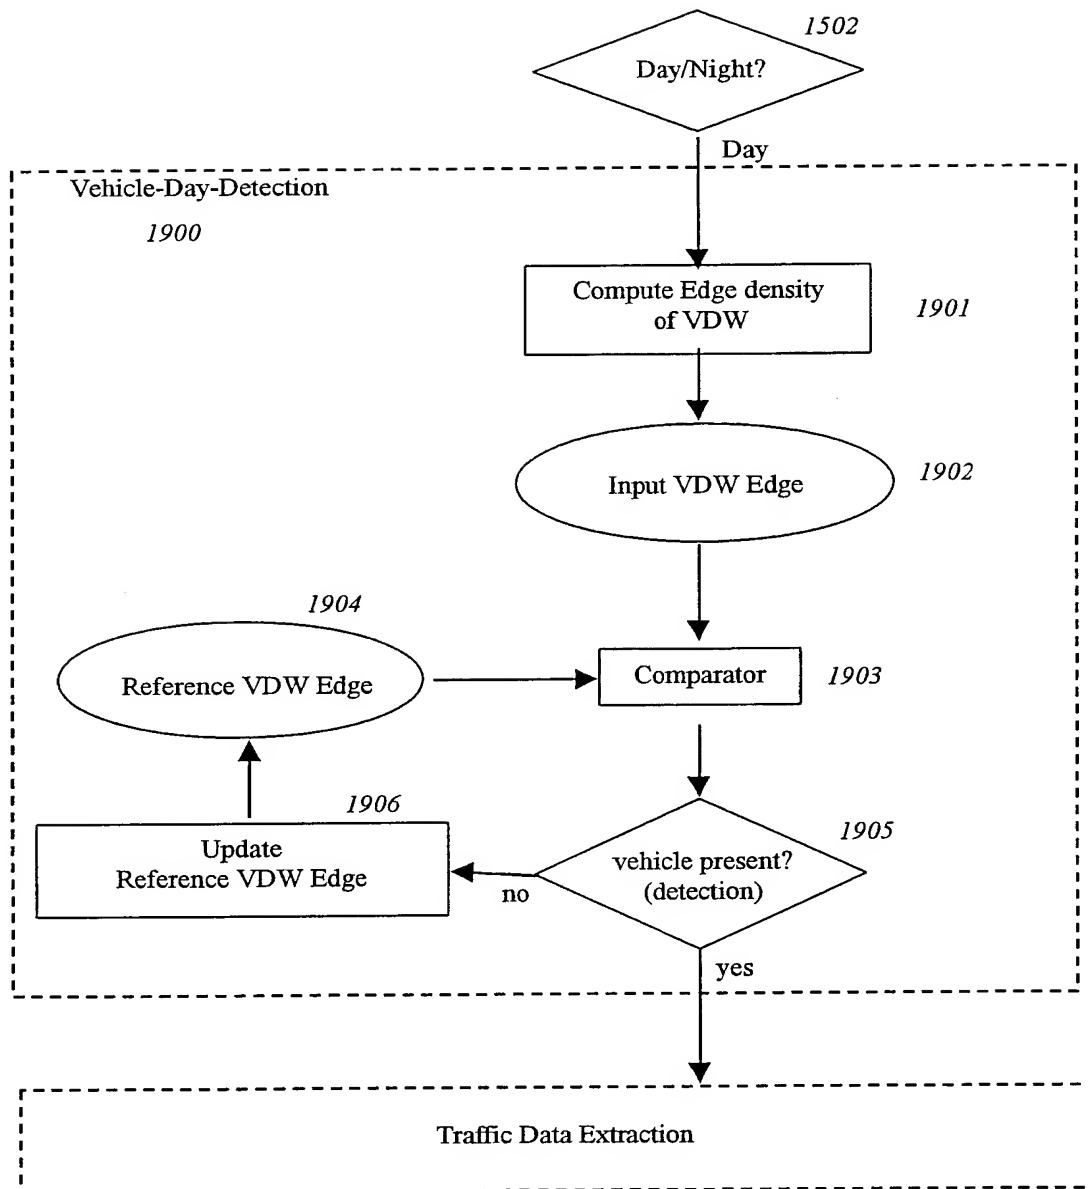 1502
Day/Night?
Day
Vehicle-Day-Detection
1900
Compute Edge density
of VDW
1901
Input VDW Edge
1902
1904
Reference VDW Edge
Comparator
1903
1906
Update
Reference VDW Edge
no
1905
vehicle present?
(detection)
yes
Traffic Data Extraction